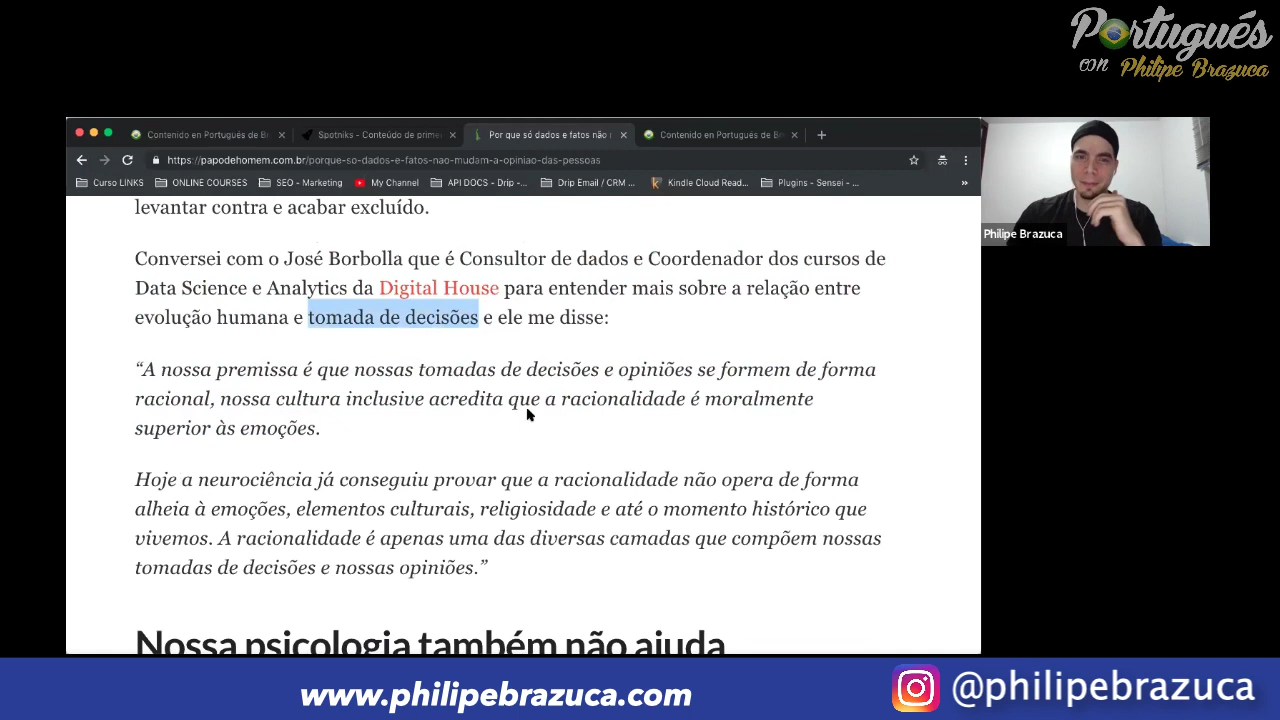 Portugués
con Philipe Brazuca
Contenido en Portugués de Br
Spotniks - Conteúdo de prime
Por que só dados e fatos não
Contenido en Portugués de Br
https://papodehomem.com.br/porque-so-dados-e-fatos-nao-mudam-a-opiniao-das-pessoas
Curso LINKS
ONLINE COURSES
SEO - Marketing
My Channel
API DOCS - Drip -...
Drip Email / CRM ...
Kindle Cloud Read...
Plugins - Sensei - ...
»
levantar contra e acabar excluído.
Conversei com o José Borbolla que é Consultor de dados e Coordenador dos cursos de
Data Science e Analytics da Digital House para entender mais sobre a relação entre
evolução humana e tomada de decisões e ele me disse:
“A nossa premissa é que nossas tomadas de decisões e opiniões se formem de forma
racional, nossa cultura inclusive acredita que a racionalidade é moralmente
superior às emoções.
Hoje a neurociência já conseguiu provar que a racionalidade não opera de forma
alheia à emoções, elementos culturais, religiosidade e até o momento histórico que
vivemos. A racionalidade é apenas uma das diversas camadas que compõem nossas
tomadas de decisões e nossas opiniões.”
Nossa psicologia também não ajuda
Philipe Brazuca
www.philipebrazuca.com
@philipebrazuca